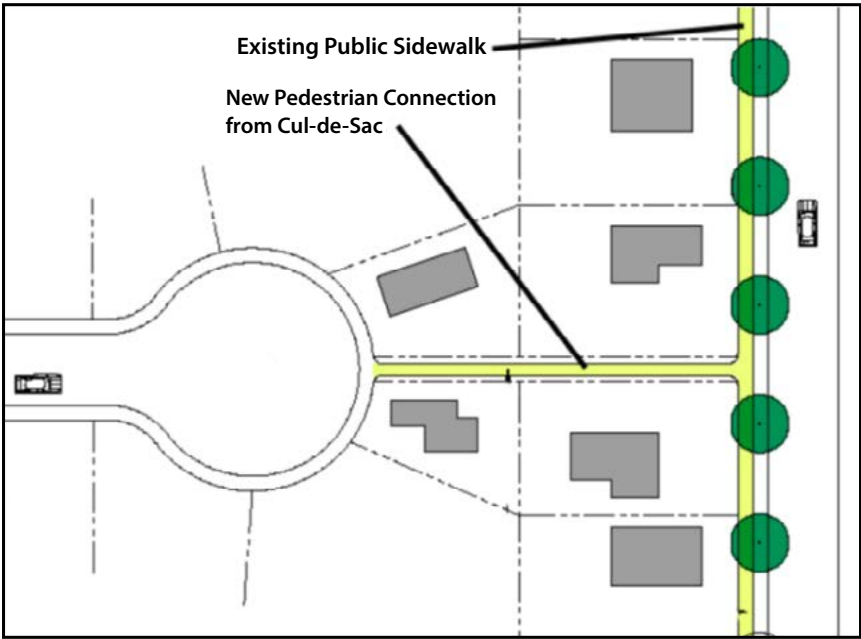 Existing Public Sidewalk
New Pedestrian Connection
from Cul-de-Sac